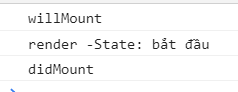 willMount
render -State: bắt đầu
didMount